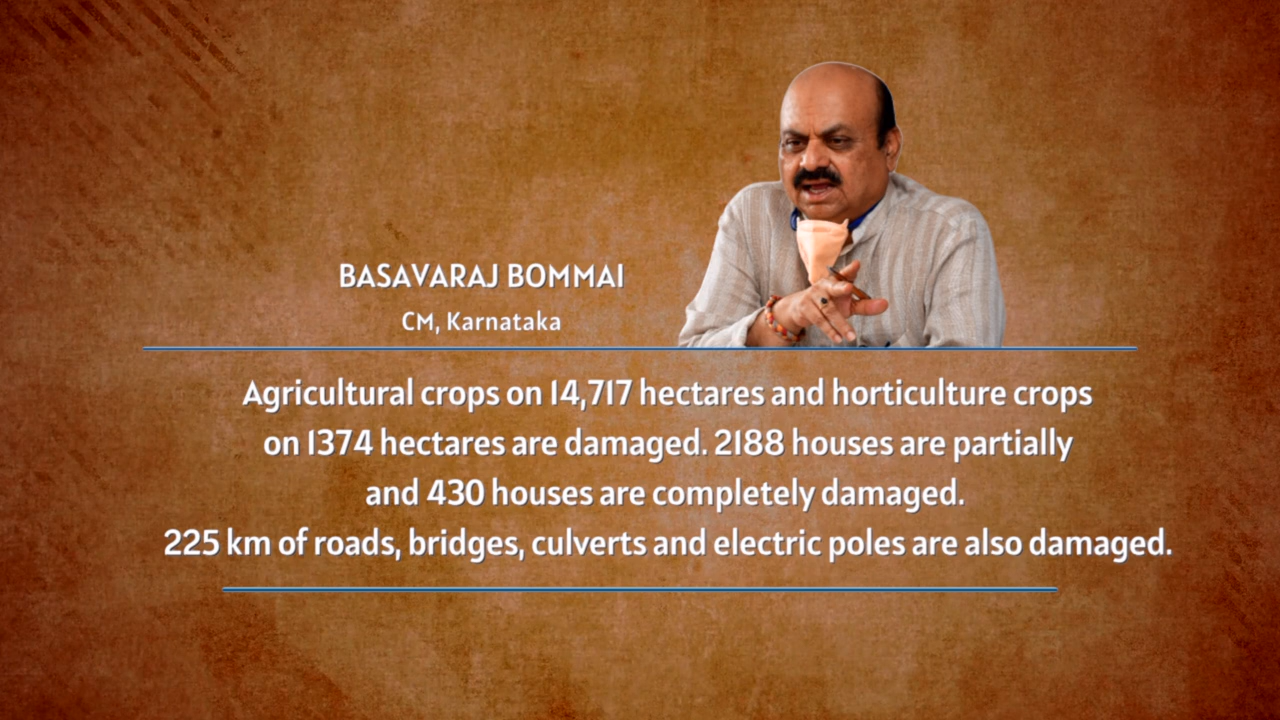 BASAVARAJ BOMMAI
CM, Karnataka
Agricultural crops on 14,717 hectares and horticulture crops
on 1374 hectares are damaged. 2188 houses are partially
and 430 houses are completely damaged.
225 km of roads, bridges, culverts and electric poles are also damaged.